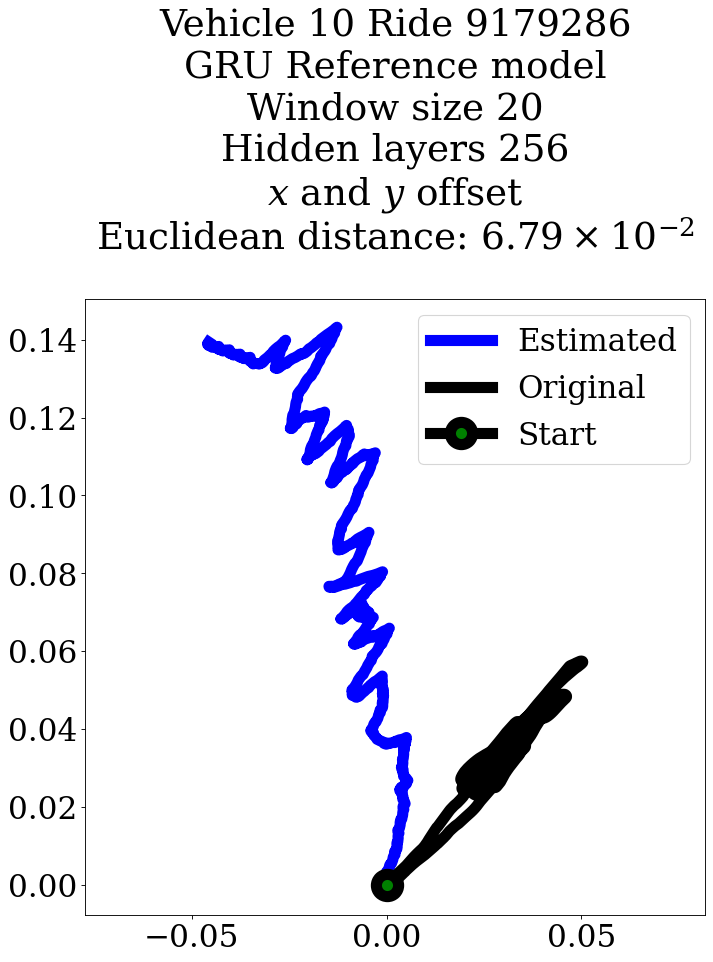 Vehicle 10 Ride 9179286
GRU Reference model
Window size 20
Hidden layers 256
x and y offset
Euclidean distance: 6.79 × 10⁻²
Estimated
Original
Start
0.14
0.12
0.10
0.08
0.06
0.04
0.02
0.00
−0.05
0.00
0.05